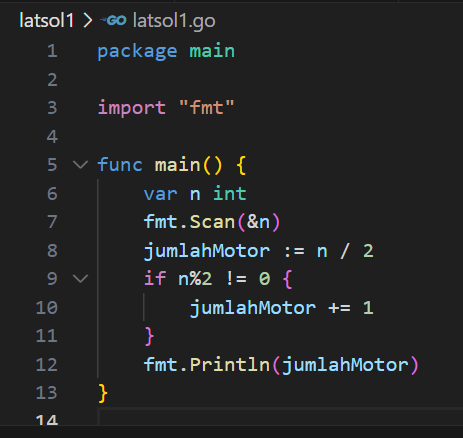 latsol1 > GO latsol1.go
1 package main
2
3 import "fmt"
4
5 func main() {
6     var n int
7     fmt.Scan(&n)
8     jumlahMotor := n / 2
9     if n%2 != 0 {
10         jumlahMotor += 1
11     }
12     fmt.Println(jumlahMotor)
13 }
14